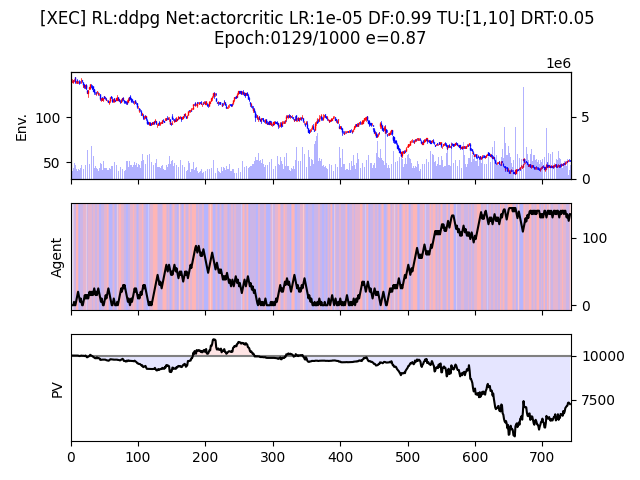 [XEC] RL:ddpg Net:actorcritic LR:1e-05 DF:0.99 TU:[1,10] DRT:0.05
Epoch:0129/1000 e=0.87
1e6
Env.
100
50
5
0
Agent
100
0
PV
10000
7500
0 100 200 300 400 500 600 700